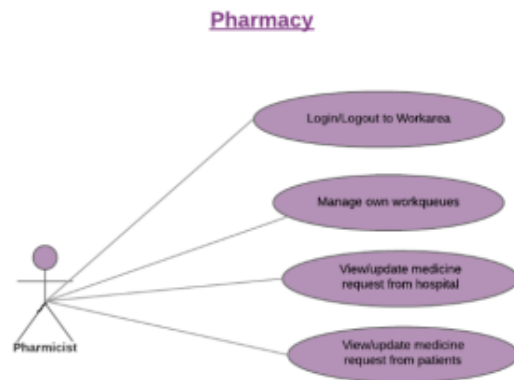 Pharmacy
Login/Logout to Workarea
Manage own workqueues
View/update medicine
request from hospital
Pharmicist
View/update medicine
request from patients